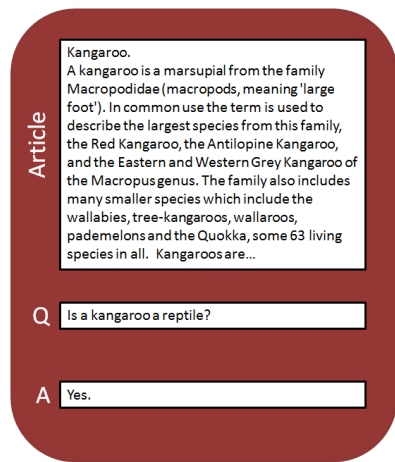 Article
Kangaroo.
A kangaroo is a marsupial from the family
Macropodidae (macropods, meaning 'large
foot'). In common use the term is used to
describe the largest species from this family,
the Red Kangaroo, the Antilopine Kangaroo,
and the Eastern and Western Grey Kangaroo of
the Macropus genus. The family also includes
many smaller species which include the
wallabies, tree-kangaroos, wallaroos,
pademelons and the Quokka, some 63 living
species in all. Kangaroos are...
Q
Is a kangaroo a reptile?
A
Yes.